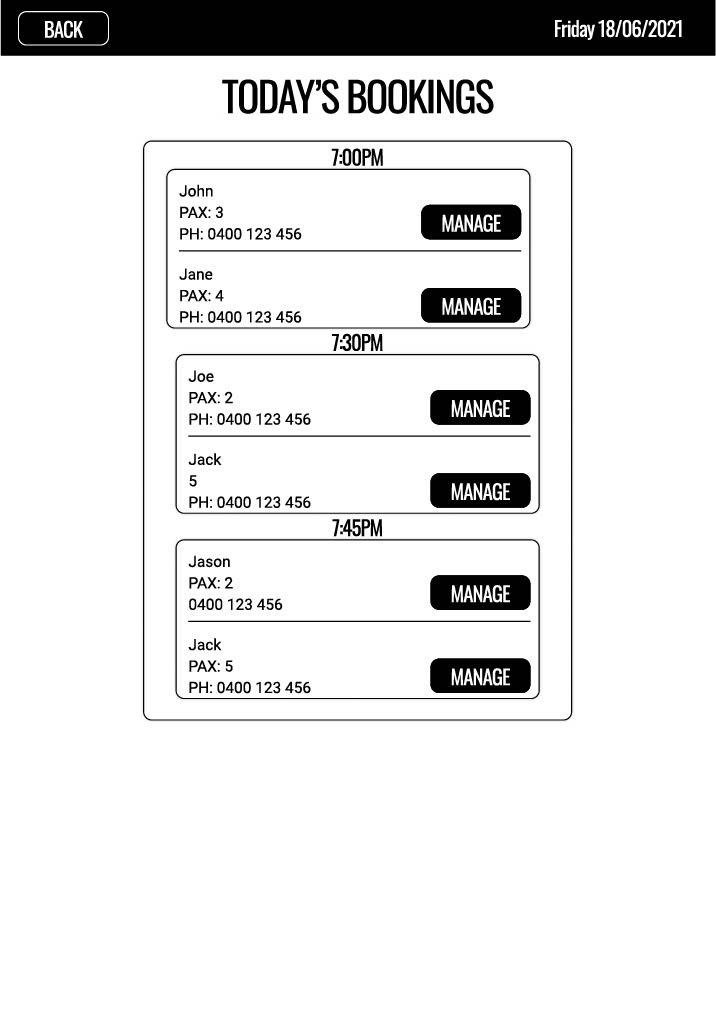 BACK
Friday 18/06/2021
TODAY'S BOOKINGS
7:00PM
John
PAX: 3
PH: 0400 123 456
MANAGE
Jane
PAX: 4
PH: 0400 123 456
MANAGE
7:30PM
Joe
PAX: 2
PH: 0400 123 456
MANAGE
Jack
5
PH: 0400 123 456
MANAGE
7:45PM
Jason
PAX: 2
0400 123 456
MANAGE
Jack
PAX: 5
PH: 0400 123 456
MANAGE